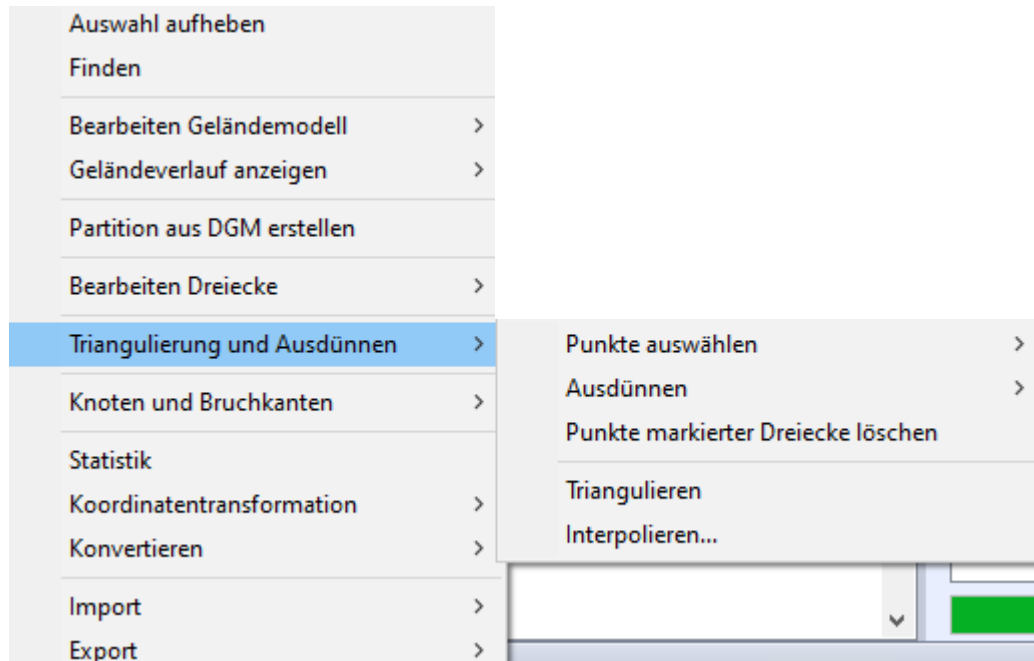 Auswahl aufheben
Finden
Bearbeiten Geländemodell
Geländeverlauf anzeigen
Partition aus DGM erstellen
Bearbeiten Dreiecke
Triangulierung und Ausdünnen
Knoten und Bruchkanten
Statistik
Koordinatentransformation
Konvertieren
Import
Export
Punkte auswählen
Ausdünnen
Punkte markierter Dreiecke löschen
Triangulieren
Interpolieren...